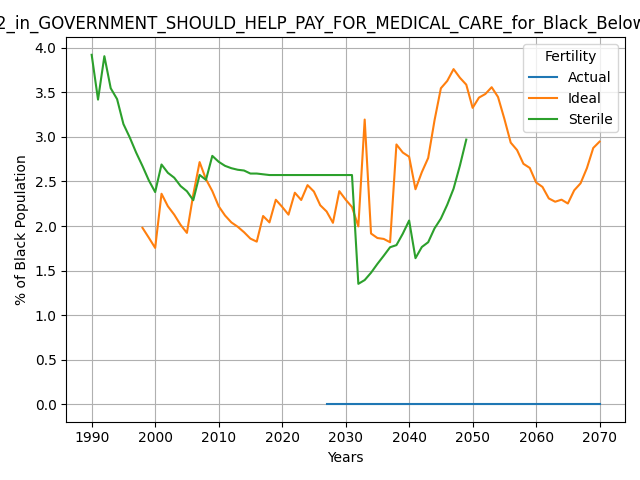 2_in_GOVERNMENT_SHOULD_HELP_PAY_FOR_MEDICAL_CARE_for_Black_Below
4.0
3.5
3.0
2.5
2.0
1.5
1.0
0.5
0.0
% of Black Population
Fertility
Actual
Ideal
Sterile
1990 2000 2010 2020 2030 2040 2050 2060 2070
Years